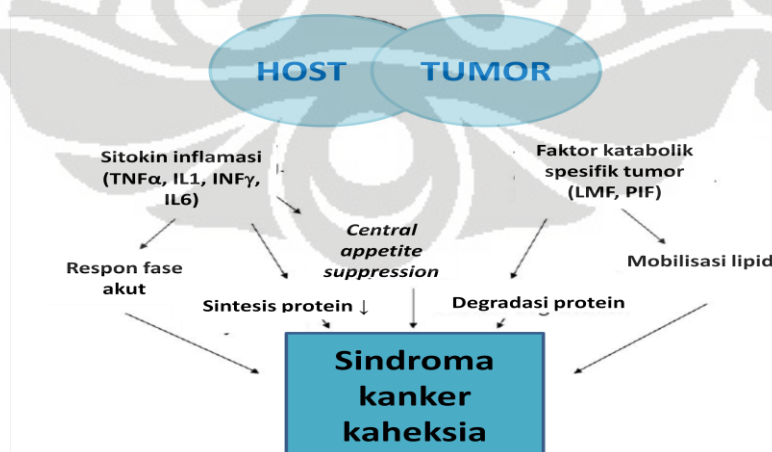 HOST TUMOR
Sitokin inflamasi
(TNFα, IL1, INFγ,
IL6)
Faktor katabolik
spesifik tumor
(LMF, PIF)
Central
appetite
suppression
Respon fase
akut
Mobilisasi lipid
Sintesis protein ↓
Degradasi protein
Sindroma
kanker
kaheksia